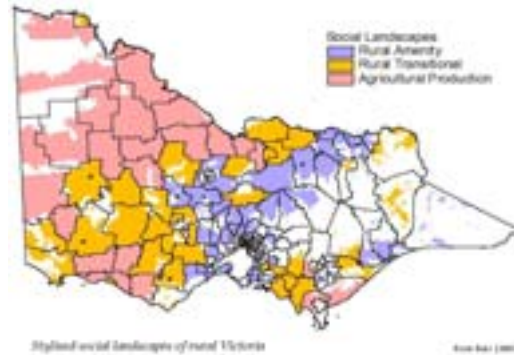 Social Landscapes
Rural Amenity
Rural Transitional
Agricultural Production
Stylised social landscapes of rural Victoria